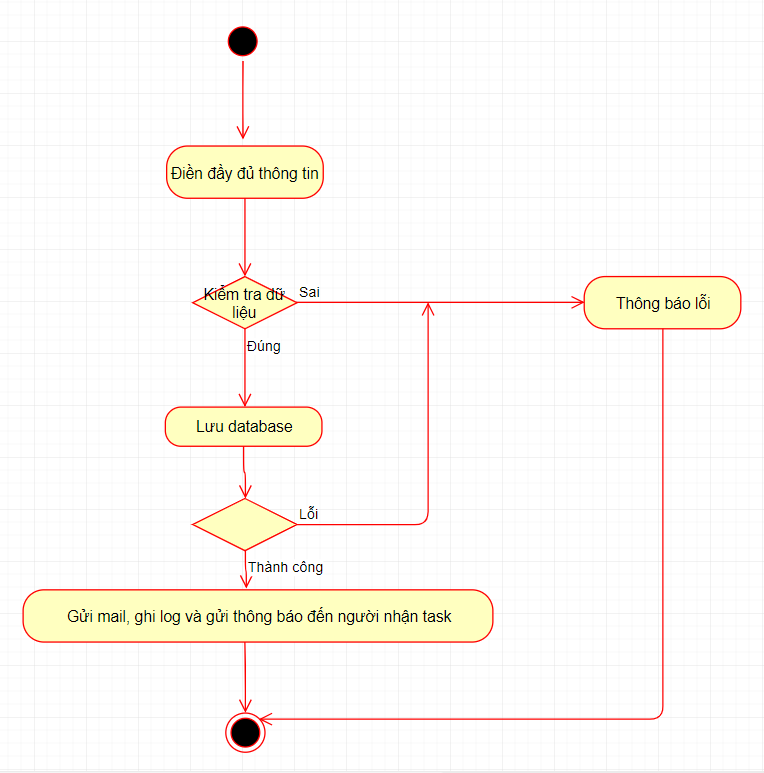 Điền đầy đủ thông tin
Kiểm tra dữ
liệu
Sai
Thông báo lỗi
Đúng
Lưu database
Lỗi
Thành công
Gửi mail, ghi log và gửi thông báo đến người nhận task